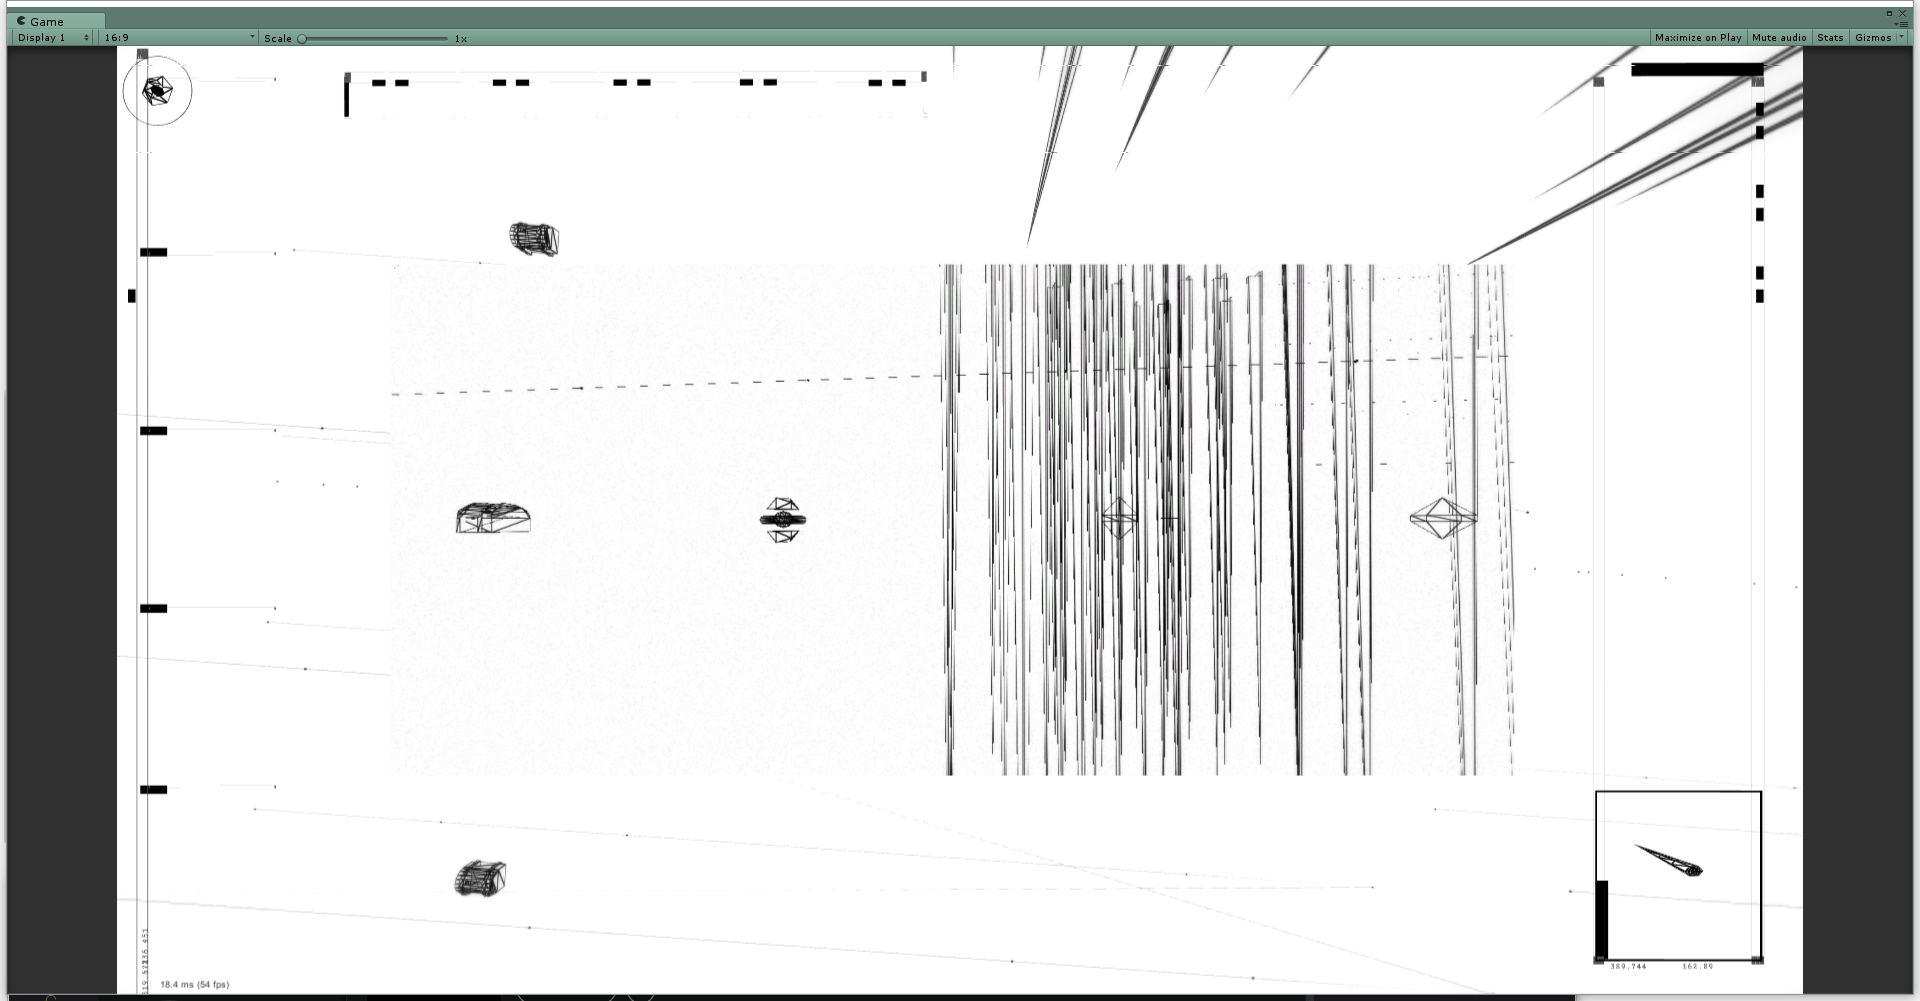 Game
Display 1 16:9 Scale 1x Maximize on Play Mute audio Stats Gizmos
18.4 ms (54 fps)
389.744 162.89